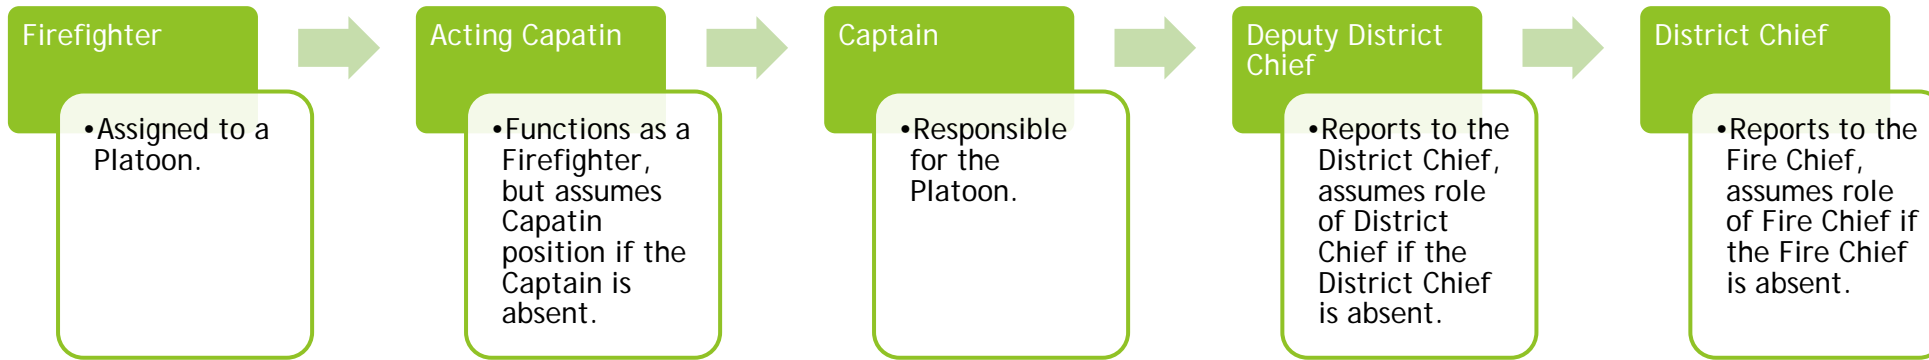 Firefighter
•Assigned to a
Platoon.
Acting Capatin
•Functions as a
Firefighter,
but assumes
Capatin
position if the
Captain is
absent.
Captain
•Responsible
for the
Platoon.
Deputy District
Chief
•Reports to the
District Chief,
assumes role
of District
Chief if the
District Chief
is absent.
District Chief
•Reports to the
Fire Chief,
assumes role
of Fire Chief if
the Fire Chief
is absent.